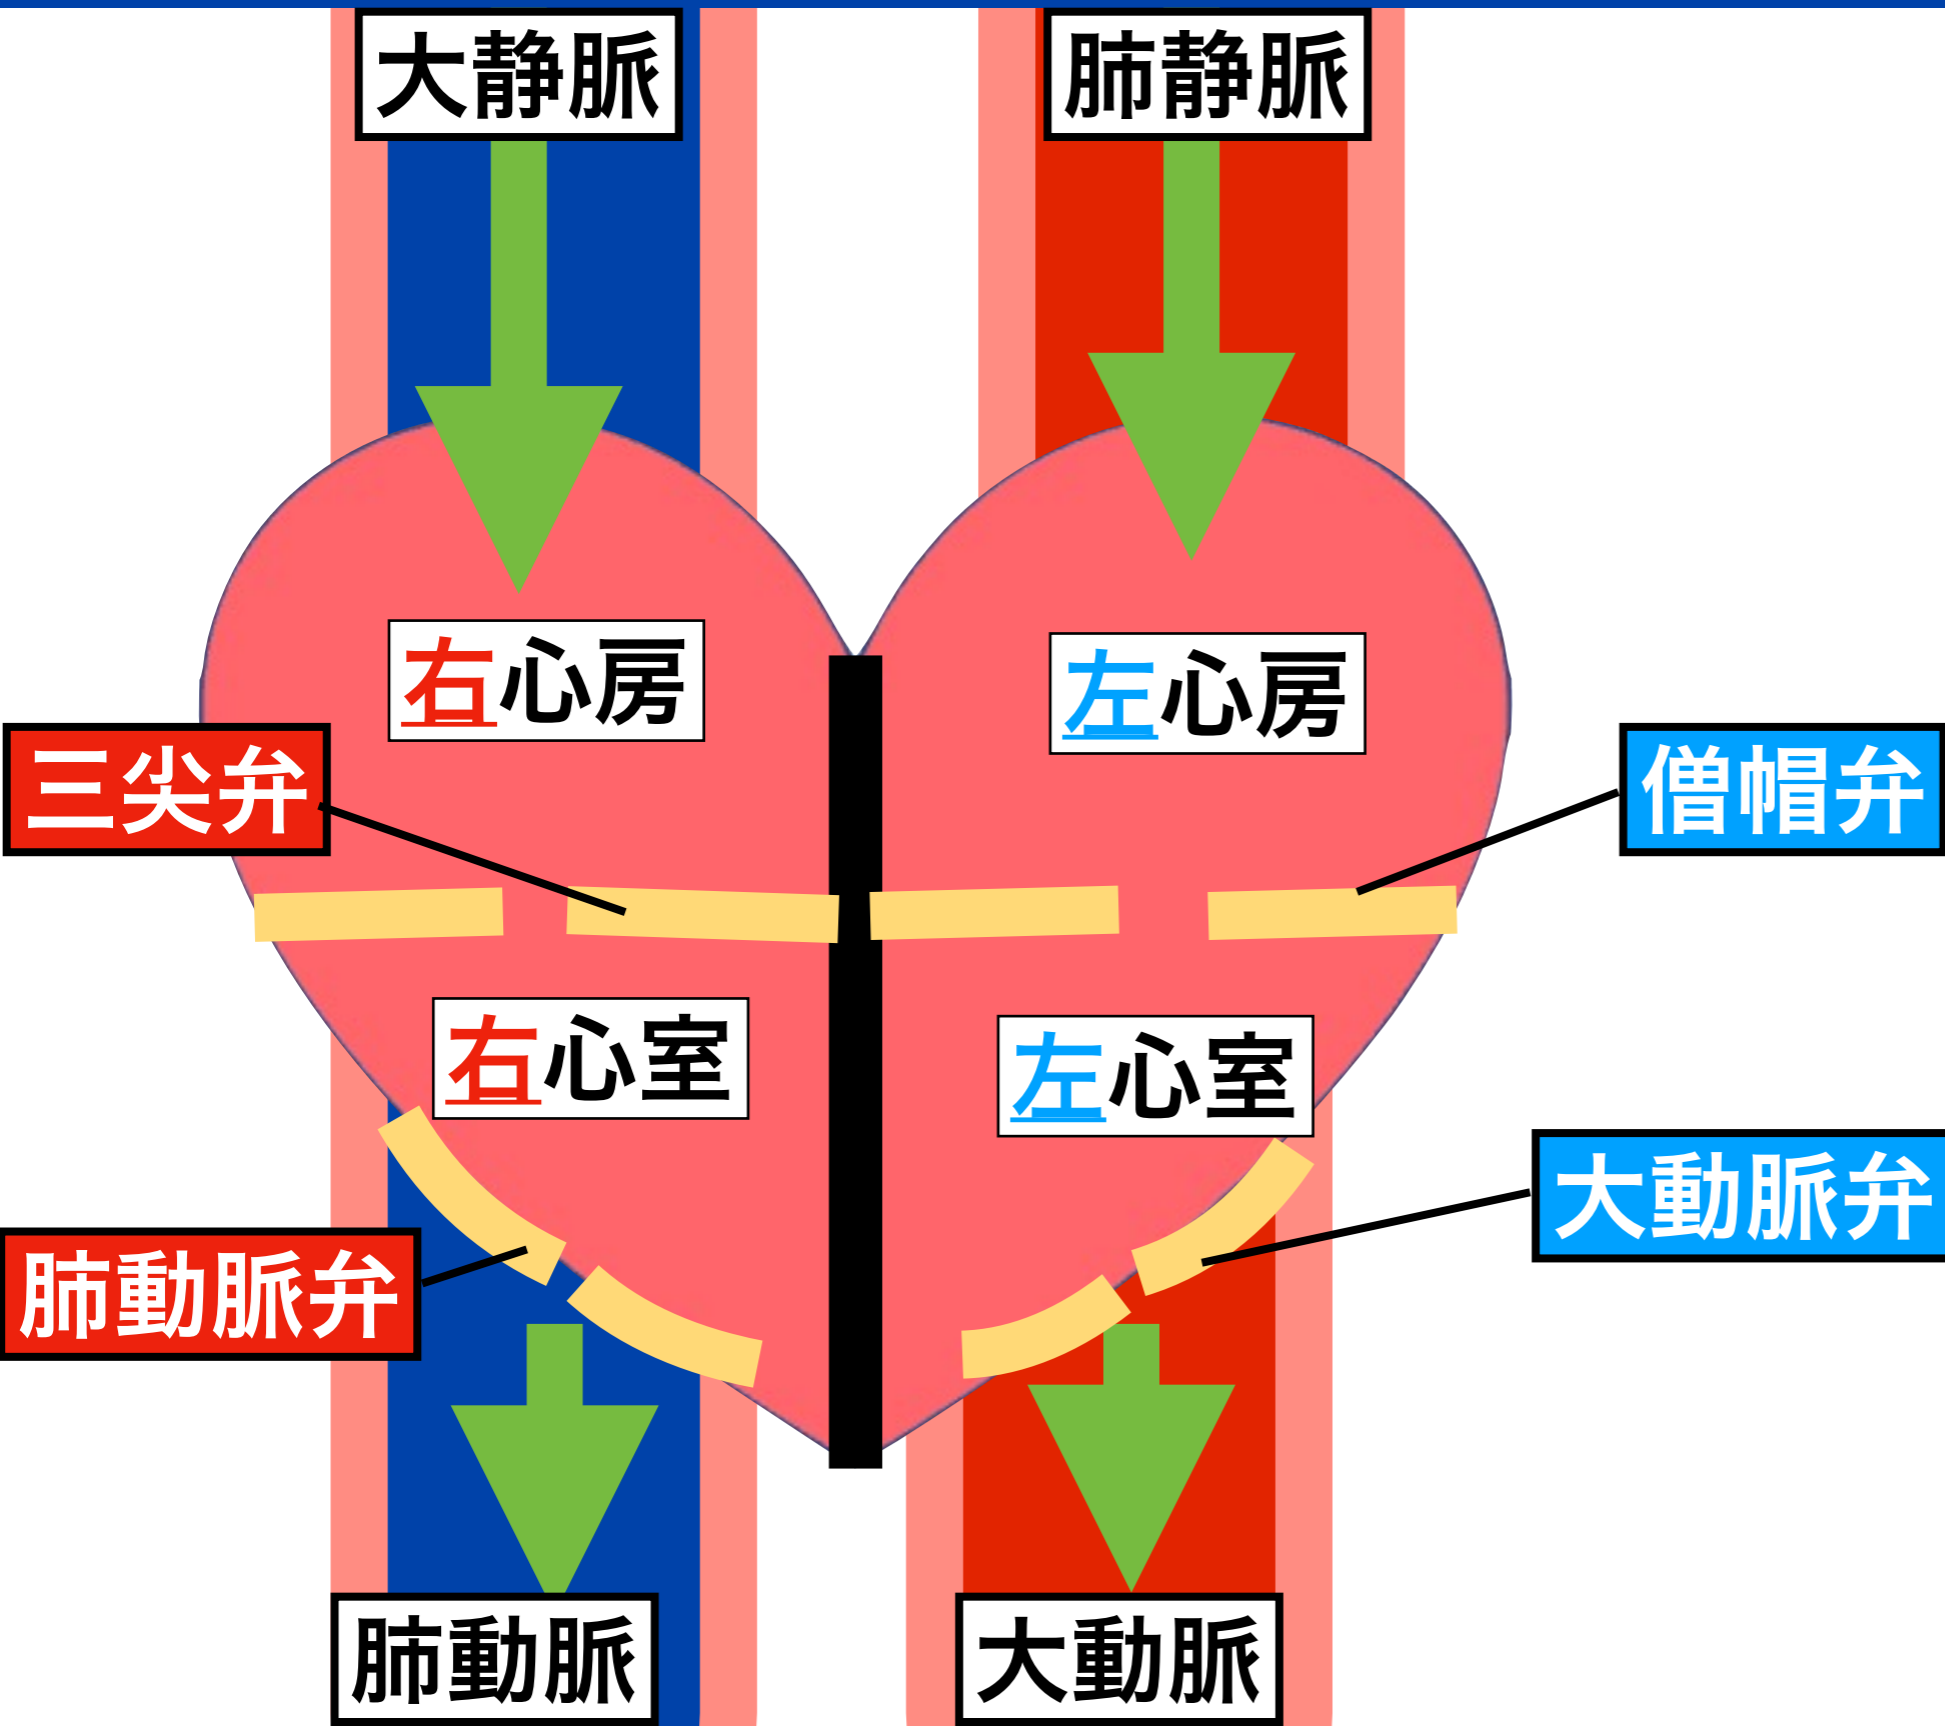 大静脈
肺静脈
右心房
左心房
三尖弁
僧帽弁
右心室
左心室
大動脈弁
肺動脈弁
肺動脈
大動脈